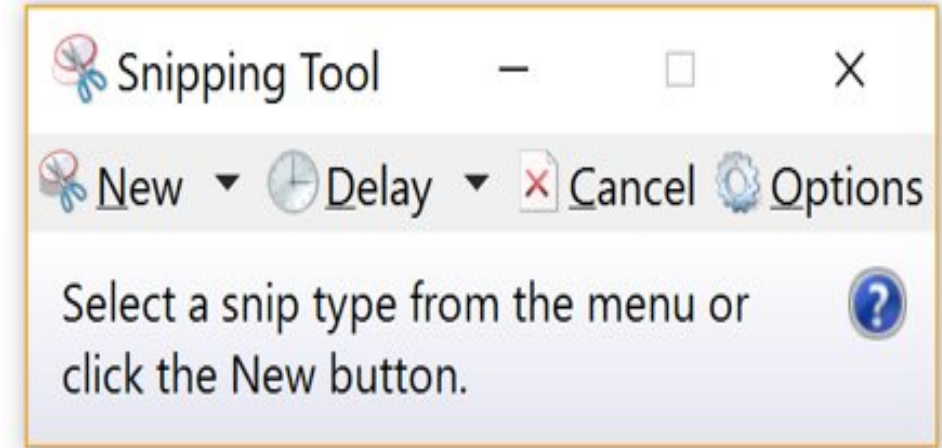 Snipping Tool
New Delay Cancel Options
Select a snip type from the menu or
click the New button.
?